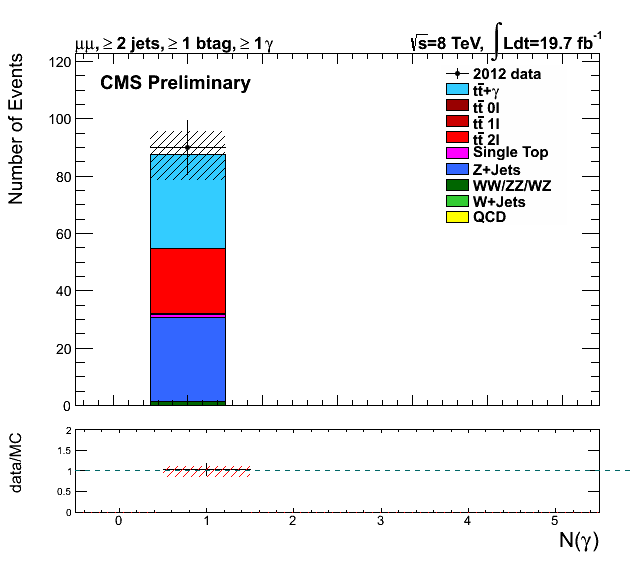 μμ, ≥ 2 jets, ≥ 1 btag, ≥ 1 γ
√s=8 TeV, ∫ Ldt=19.7 fb⁻¹
CMS Preliminary
Number of Events
120
100
80
60
40
20
0
2012 data
tt̄+γ
tt̄ 0l
tt̄ 1l
tt̄ 2l
Single Top
Z+Jets
WW/ZZ/WZ
W+Jets
QCD
data/MC
2
1.5
1
0.5
0
0 1 2 3 4 5
N(γ)